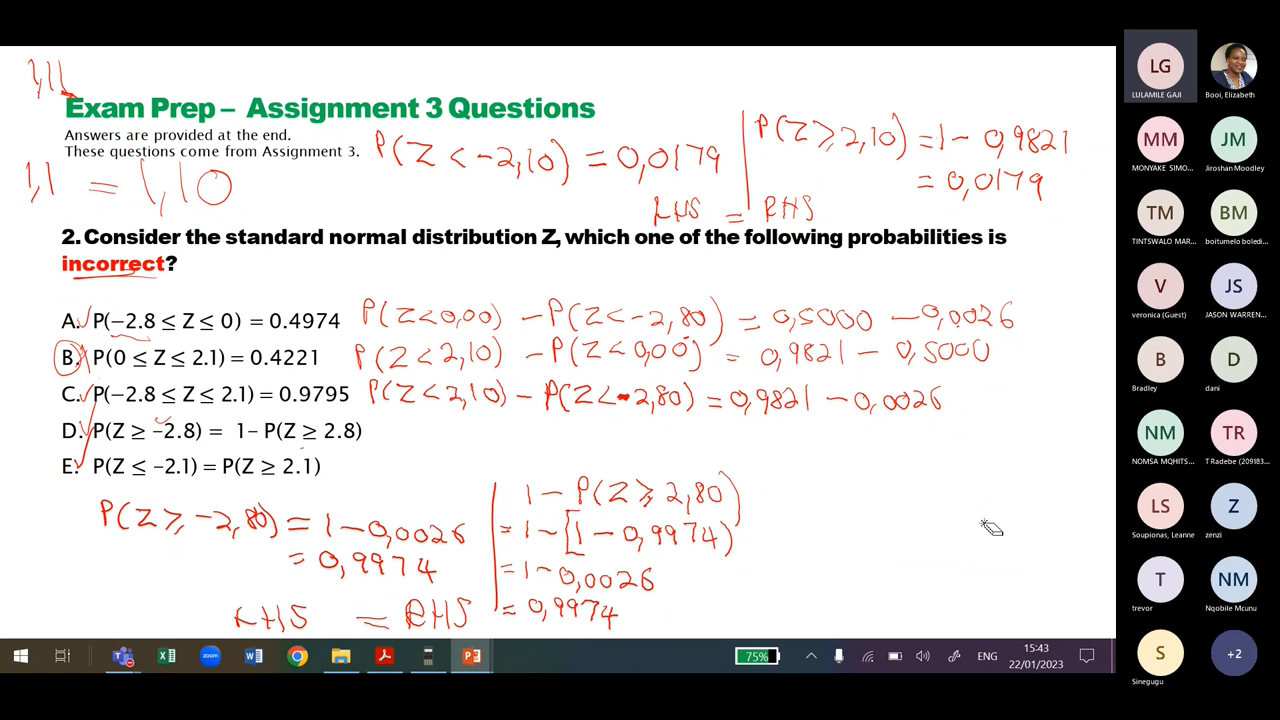 1,11
Exam Prep – Assignment 3 Questions
Answers are provided at the end.
These questions come from Assignment 3.
P(Z < -2,10) = 0,0179
P(Z ≥ 2,10) = 1 - 0,9821
= 0,0179
1,1 = 1,10
LHS = RHS
2. Consider the standard normal distribution Z, which one of the following probabilities is
incorrect?
A. P(−2.8 ≤ Z ≤ 0) = 0.4974 P(Z < 0,00) - P(Z < -2,80) = 0,5000 - 0,0026
B. P(0 ≤ Z ≤ 2.1) = 0.4221 P(Z < 2,10) - P(Z < 0,00) = 0,9821 - 0,5000
C. P(−2.8 ≤ Z ≤ 2.1) = 0.9795 P(Z < 2,10) - P(Z < -2,80) = 0,9821 - 0,0026
D. P(Z ≥ −2.8) = 1– P(Z ≥ 2.8)
E. P(Z ≤ –2.1) = P(Z ≥ 2.1)
P(Z ≥ -2,80) = 1 - 0,0026
= 0,9974
LHS = RHS
1 - P(Z ≥ 2,80)
= 1 - [1 - 0,9974)
= 1 - 0,0026
= 0,9974
LG
LULAMILE GAJI
Booi, Elizabeth
MM
MONYAKE SIMO...
JM
Jiroshan Moodley
TM
TINTSWALO MAR...
BM
boitumelo boledi...
V
veronica (Guest)
JS
JASON WARREN...
B
Bradley
D
dani
NM
NOMSA MQHITS...
TR
T Radebe (209183...
LS
Soupionas, Leanne
Z
zenzi
T
trevor
NM
Nqobile Mcunu
S
Sinegugu
+2
zoom
75%
ENG
15:43
22/01/2023